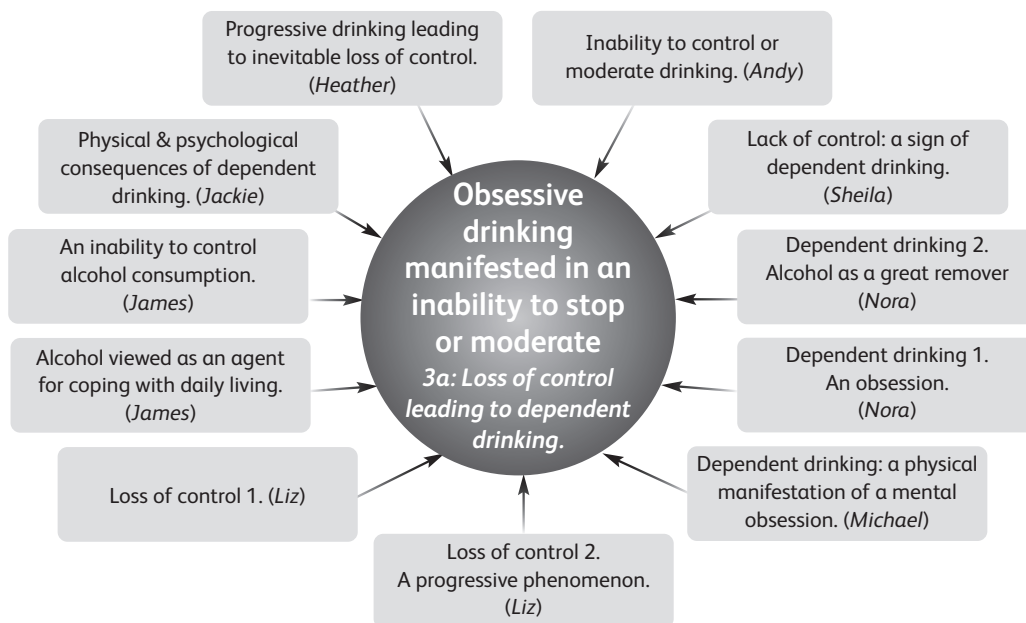 Progressive drinking leading
to inevitable loss of control.
(Heather)
Inability to control or
moderate drinking. (Andy)
Physical & psychological
consequences of dependent
drinking. (Jackie)
Lack of control: a sign of
dependent drinking.
(Sheila)
An inability to control
alcohol consumption.
(James)
Dependent drinking 2.
Alcohol as a great remover
(Nora)
Obsessive
drinking
manifested in an
inability to stop
or moderate
3a: Loss of control
leading to dependent
drinking.
Alcohol viewed as an agent
for coping with daily living.
(James)
Dependent drinking 1.
An obsession.
(Nora)
Loss of control 1. (Liz)
Dependent drinking: a physical
manifestation of a mental
obsession. (Michael)
Loss of control 2.
A progressive phenomenon.
(Liz)